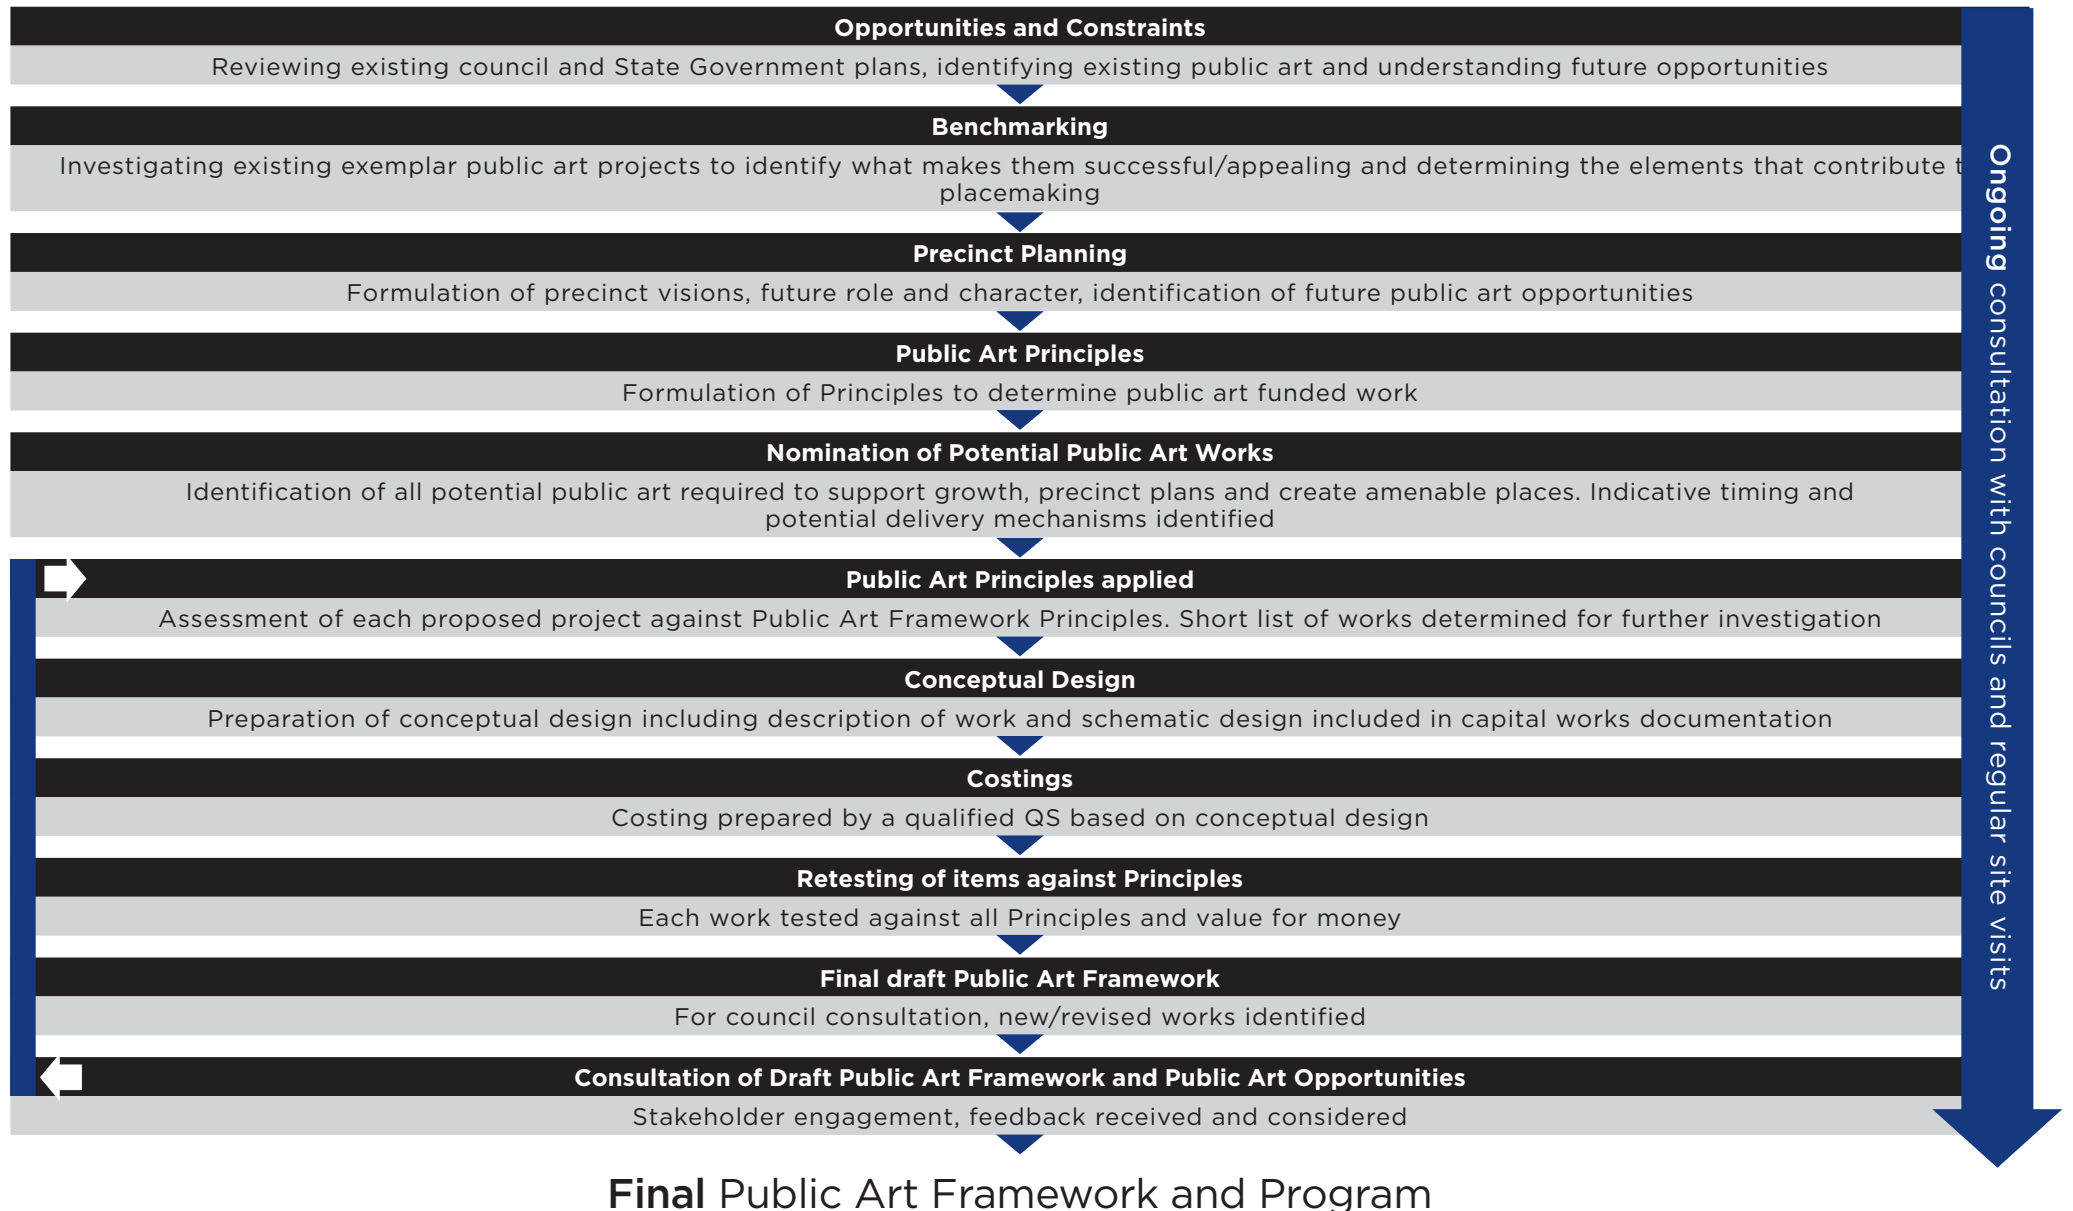 Opportunities and Constraints
Reviewing existing council and State Government plans, identifying existing public art and understanding future opportunities
Benchmarking
Investigating existing exemplar public art projects to identify what makes them successful/appealing and determining the elements that contribute t
placemaking
Precinct Planning
Formulation of precinct visions, future role and character, identification of future public art opportunities
Public Art Principles
Formulation of Principles to determine public art funded work
Nomination of Potential Public Art Works
Identification of all potential public art required to support growth, precinct plans and create amenable places. Indicative timing and
potential delivery mechanisms identified
Public Art Principles applied
Assessment of each proposed project against Public Art Framework Principles. Short list of works determined for further investigation
Conceptual Design
Preparation of conceptual design including description of work and schematic design included in capital works documentation
Costings
Costing prepared by a qualified QS based on conceptual design
Retesting of items against Principles
Each work tested against all Principles and value for money
Final draft Public Art Framework
For council consultation, new/revised works identified
Consultation of Draft Public Art Framework and Public Art Opportunities
Stakeholder engagement, feedback received and considered
Final Public Art Framework and Program
Ongoing consultation with councils and regular site visits